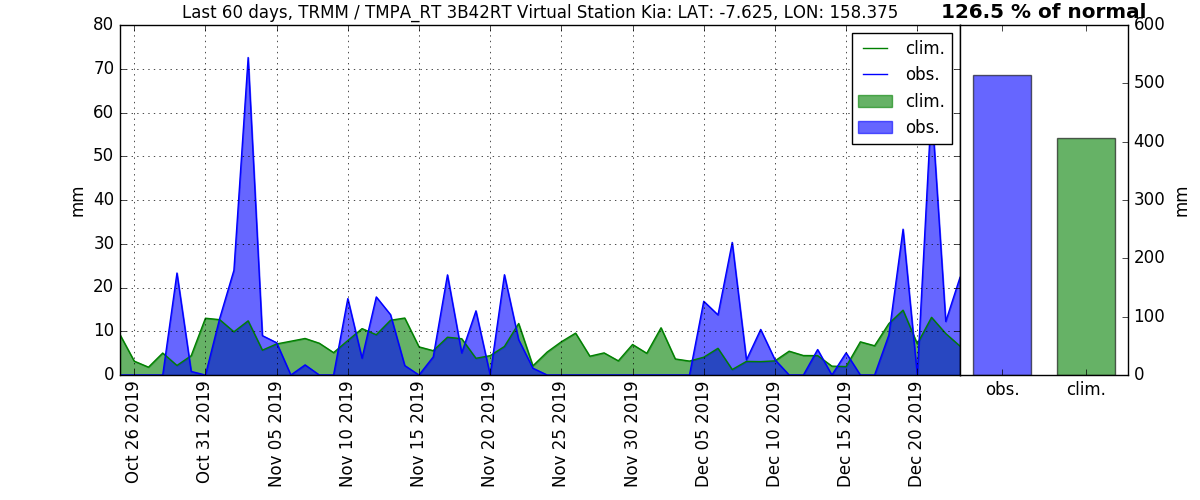 Last 60 days, TRMM / TMPA_RT 3B42RT Virtual Station Kia: LAT: -7.625, LON: 158.375
126.5 % of normal
80
70
60
50
40
30
20
10
0
mm
clim.
obs.
clim.
obs.
600
500
400
300
200
100
0
mm
obs.
clim.
Oct 26 2019
Oct 31 2019
Nov 05 2019
Nov 10 2019
Nov 15 2019
Nov 20 2019
Nov 25 2019
Nov 30 2019
Dec 05 2019
Dec 10 2019
Dec 15 2019
Dec 20 2019